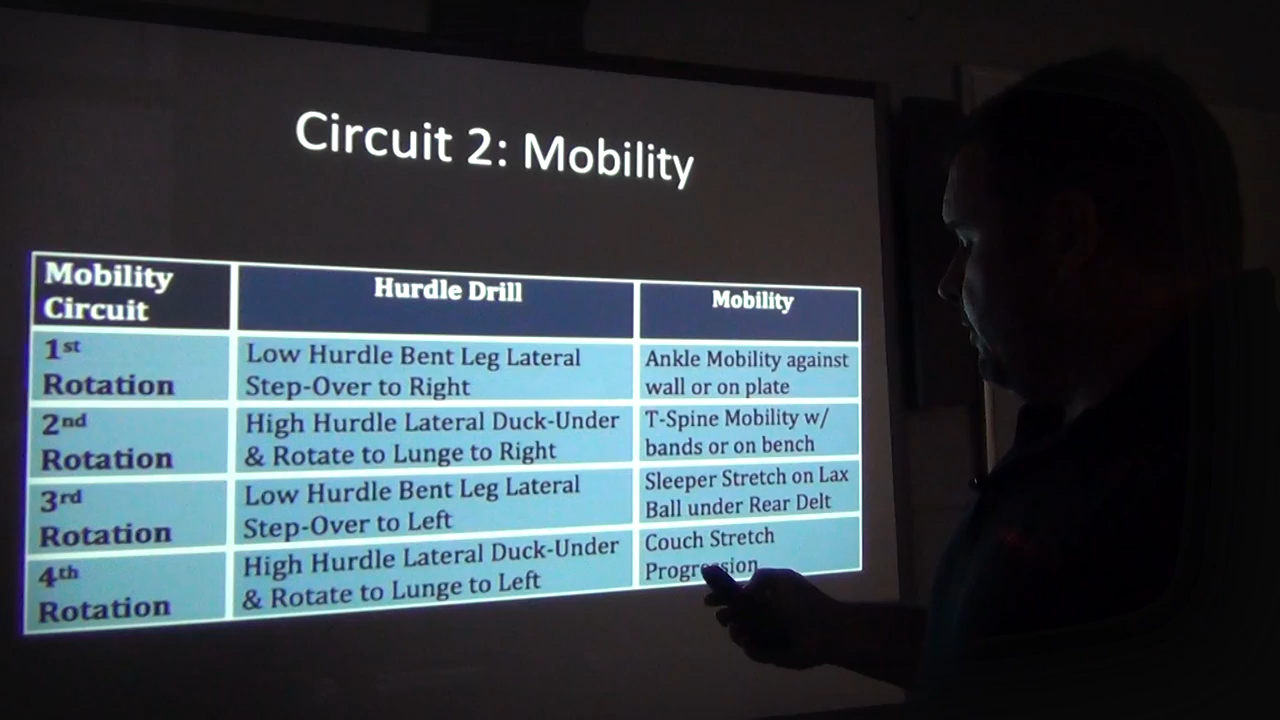 Circuit 2: Mobility
Mobility
Circuit
Hurdle Drill
Mobility
1st
Rotation
Low Hurdle Bent Leg Lateral
Step-Over to Right
Ankle Mobility against
wall or on plate
2nd
Rotation
High Hurdle Lateral Duck-Under
& Rotate to Lunge to Right
T-Spine Mobility w/
bands or on bench
3rd
Rotation
Low Hurdle Bent Leg Lateral
Step-Over to Left
Sleeper Stretch on Lax
Ball under Rear Delt
4th
Rotation
High Hurdle Lateral Duck-Under
& Rotate to Lunge to Left
Couch Stretch
Progression